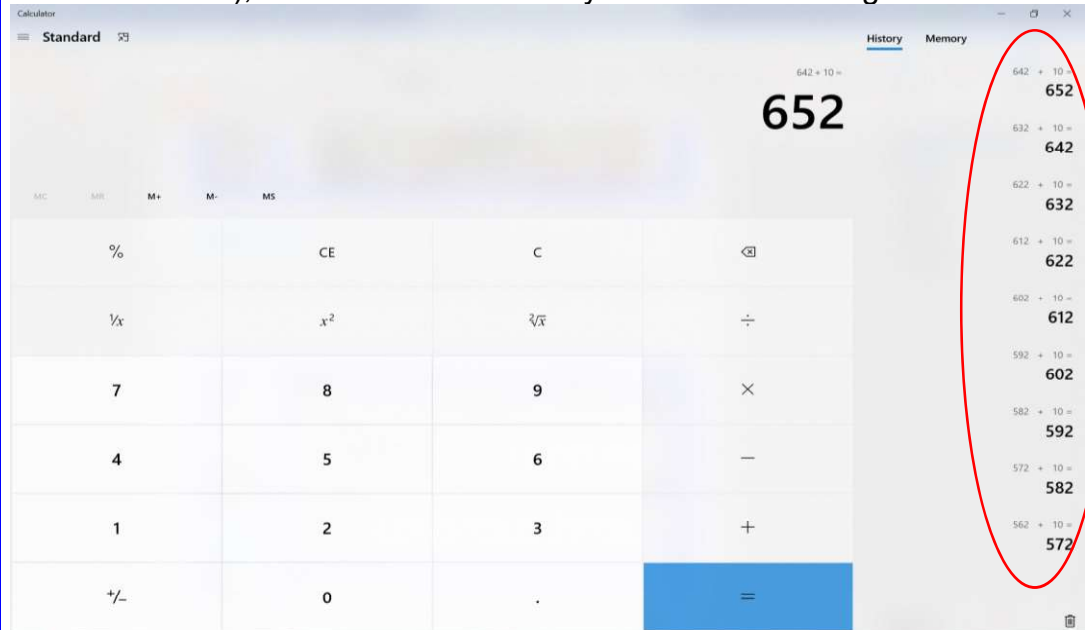 Calculator
Standard
History Memory
642 + 10 =
652
MC MR M+ M- MS
% CE C
1/x x² ²√x ÷
7 8 9 ×
4 5 6 −
1 2 3 +
+/− 0 . =
642 + 10 =
652
632 + 10 =
642
622 + 10 =
632
612 + 10 =
622
602 + 10 =
612
592 + 10 =
602
582 + 10 =
592
572 + 10 =
582
562 + 10 =
572